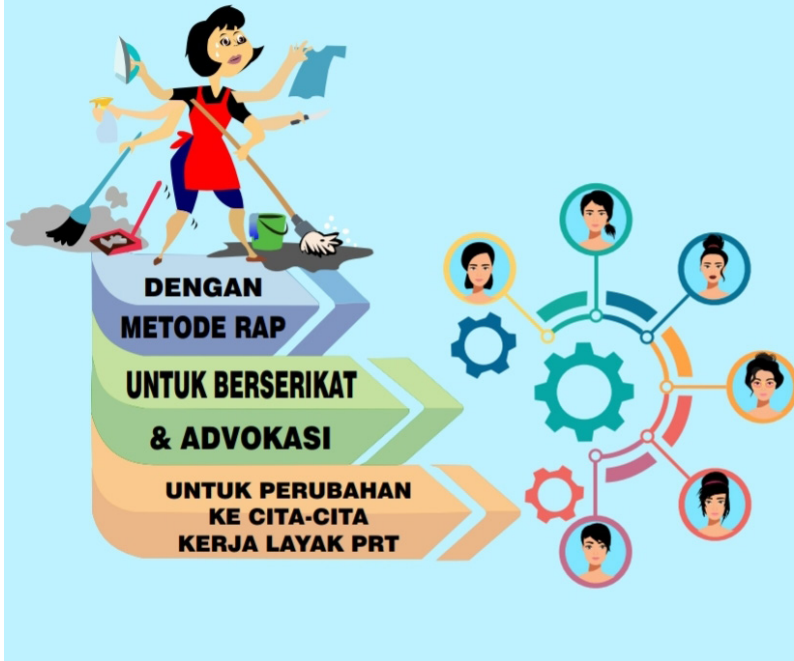 DENGAN
METODE RAP
UNTUK BERSERIKAT
& ADVOKASI
UNTUK PERUBAHAN
KE CITA-CITA
KERJA LAYAK PRT